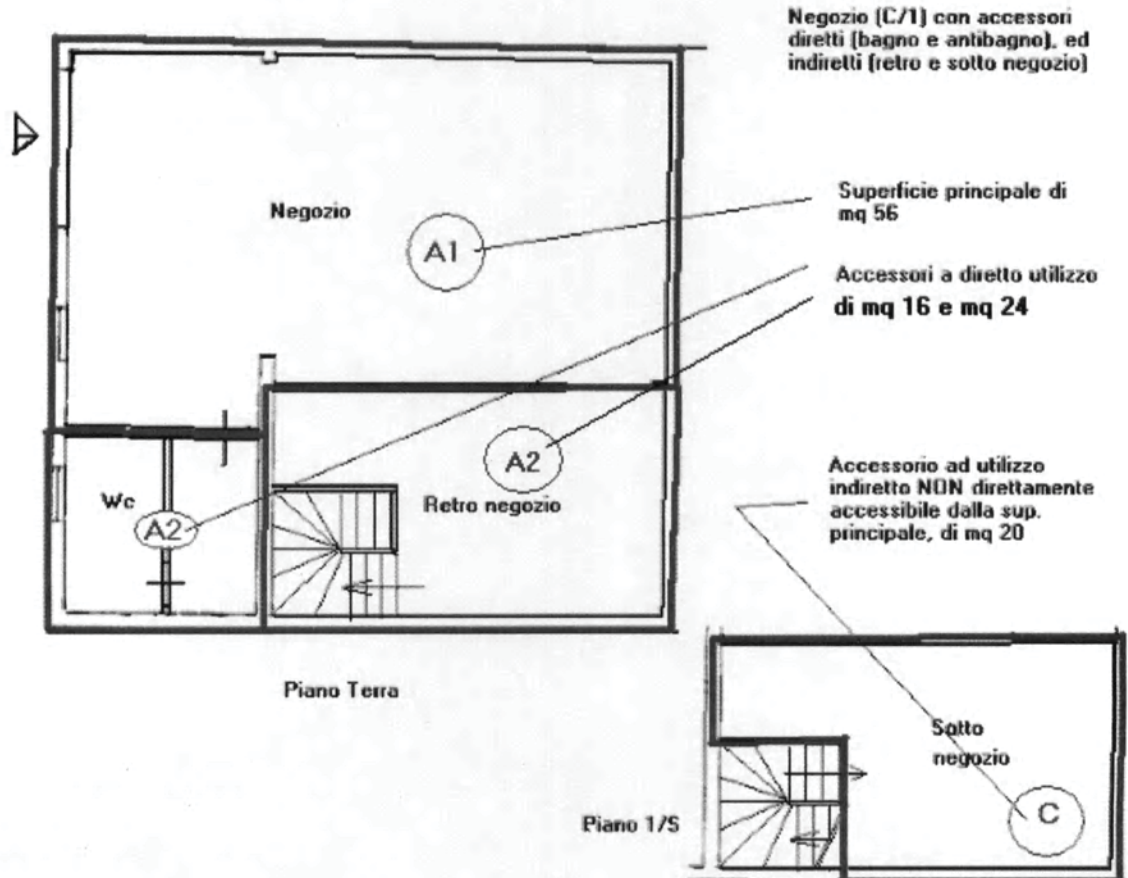 Negozio (C/1) con accessori
diretti (bagno e antibagno), ed
indiretti (retro e sotto negozio)
Negozio
A1
Superficie principale di
mq 56
Accessori a diretto utilizzo
di mq 16 e mq 24
A2
Retro negozio
Wc
A2
Accessorio ad utilizzo
indiretto NON direttamente
accessibile dalla sup.
principale, di mq 20
Piano Terra
Sotto
negozio
C
Piano 1/S